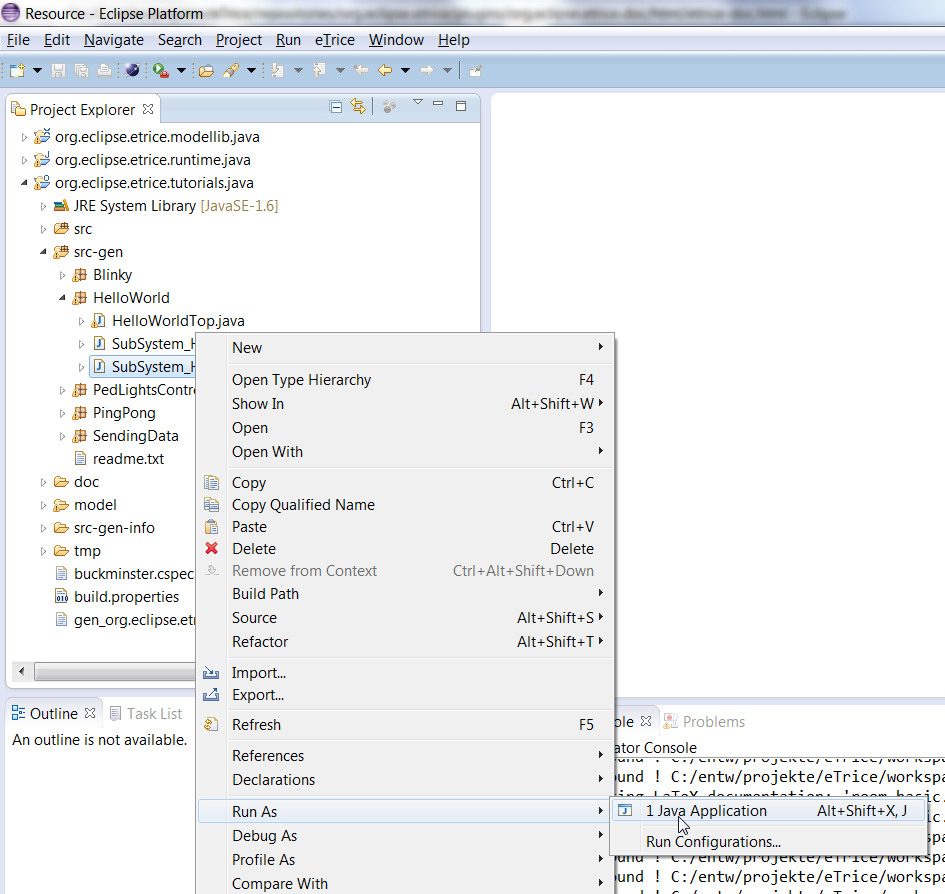 Resource - Eclipse Platform
File Edit Navigate Search Project Run eTrice Window Help
Project Explorer
org.eclipse.etrice.modellib.java
org.eclipse.etrice.runtime.java
org.eclipse.etrice.tutorials.java
JRE System Library [JavaSE-1.6]
src
src-gen
Blinky
HelloWorld
HelloWorldTop.java
SubSystem_H
SubSystem_H
PedLightsContr
PingPong
SendingData
readme.txt
doc
model
src-gen-info
tmp
buckminster.cspec
build.properties
gen_org.eclipse.etr
New
Open Type Hierarchy F4
Show In Alt+Shift+W
Open F3
Open With
Copy Ctrl+C
Copy Qualified Name
Paste Ctrl+V
Delete Delete
Remove from Context Ctrl+Alt+Shift+Down
Build Path
Source Alt+Shift+S
Refactor Alt+Shift+T
Import...
Export...
Refresh F5
References
Declarations
Run As
Debug As
Profile As
Compare With
1 Java Application Alt+Shift+X, J
Run Configurations...
Outline Task List
An outline is not available.
ole Problems
ator Console
ound ! C:/entw/projekte/eTrice/workspa
ound ! C:/entw/projekte/eTrice/workspa
ing LaTeX documentation: 'room.basic.
ound ! C:/entw/projekte/eTrice/workspa
ound ! C:/entw/projekte/eTrice/workspa